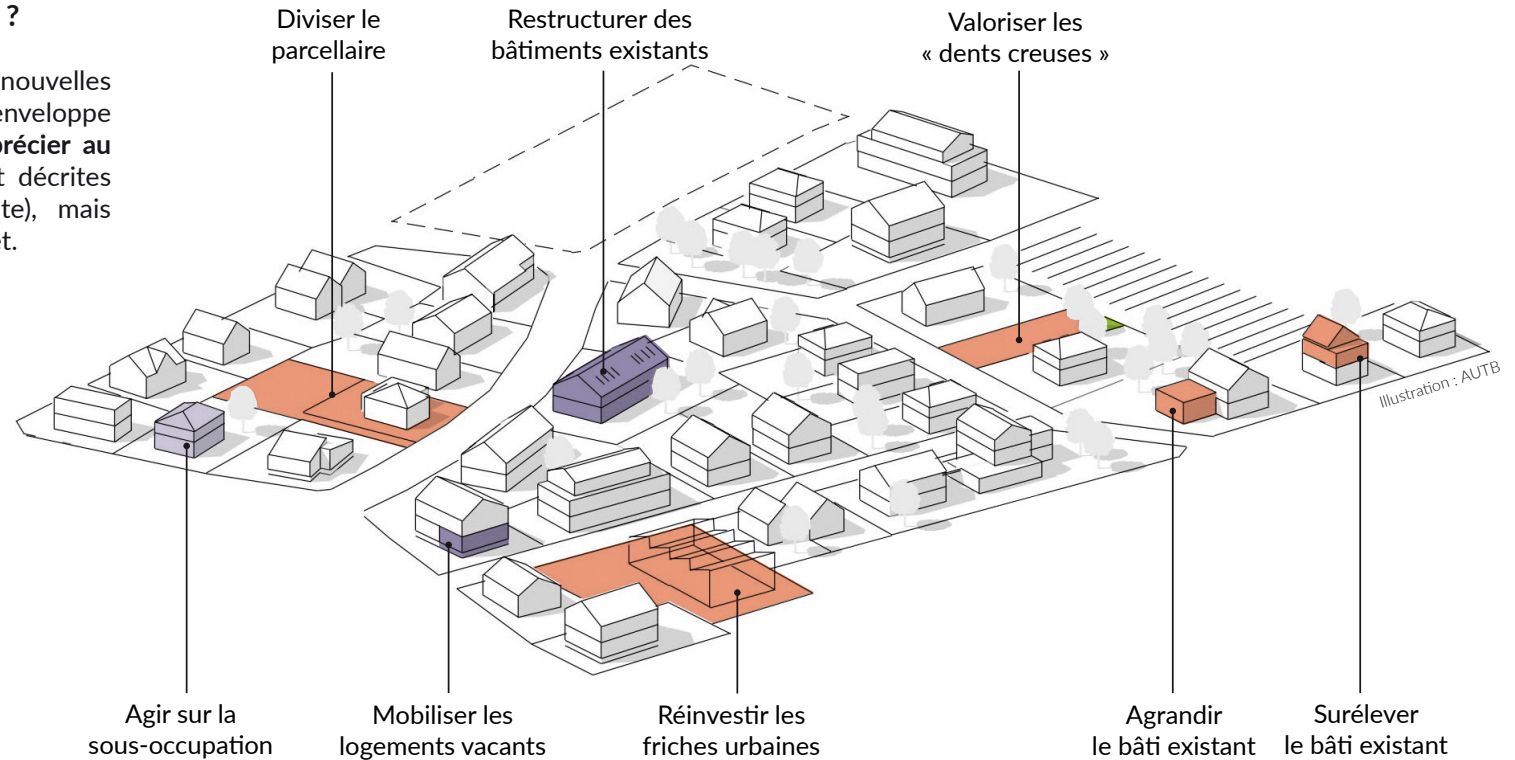 ?
nouvelles
enveloppe
précier au
t décrites
te), mais
et.
Diviser le
parcellaire
Restructurer des
bâtiments existants
Valoriser les
« dents creuses »
Illustration : AUTB
Agir sur la
sous-occupation
Mobiliser les
logements vacants
Réinvestir les
friches urbaines
Agrandir
le bâti existant
Surélever
le bâti existant